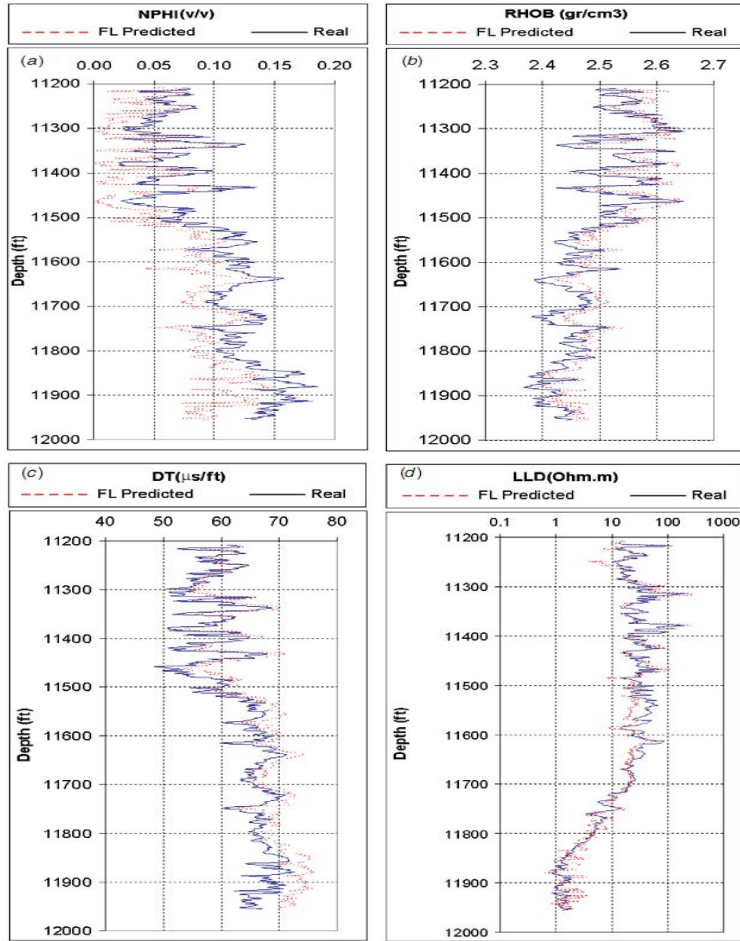 NPHI(v/v)
FL Predicted Real
(a)
0.00 0.05 0.10 0.15 0.20
11200
11300
11400
11500
11600
11700
11800
11900
12000
Depth (ft)
RHOB (gr/cm3)
FL Predicted Real
(b)
2.3 2.4 2.5 2.6 2.7
11200
11300
11400
11500
11600
11700
11800
11900
12000
Depth (ft)
(c)
DT(µs/ft)
FL Predicted Real
40 50 60 70 80
11200
11300
11400
11500
11600
11700
11800
11900
12000
Depth (ft)
(d)
LLD(Ohm.m)
FL Predicted Real
0.1 1 10 100 1000
11200
11300
11400
11500
11600
11700
11800
11900
12000
Depth (ft)